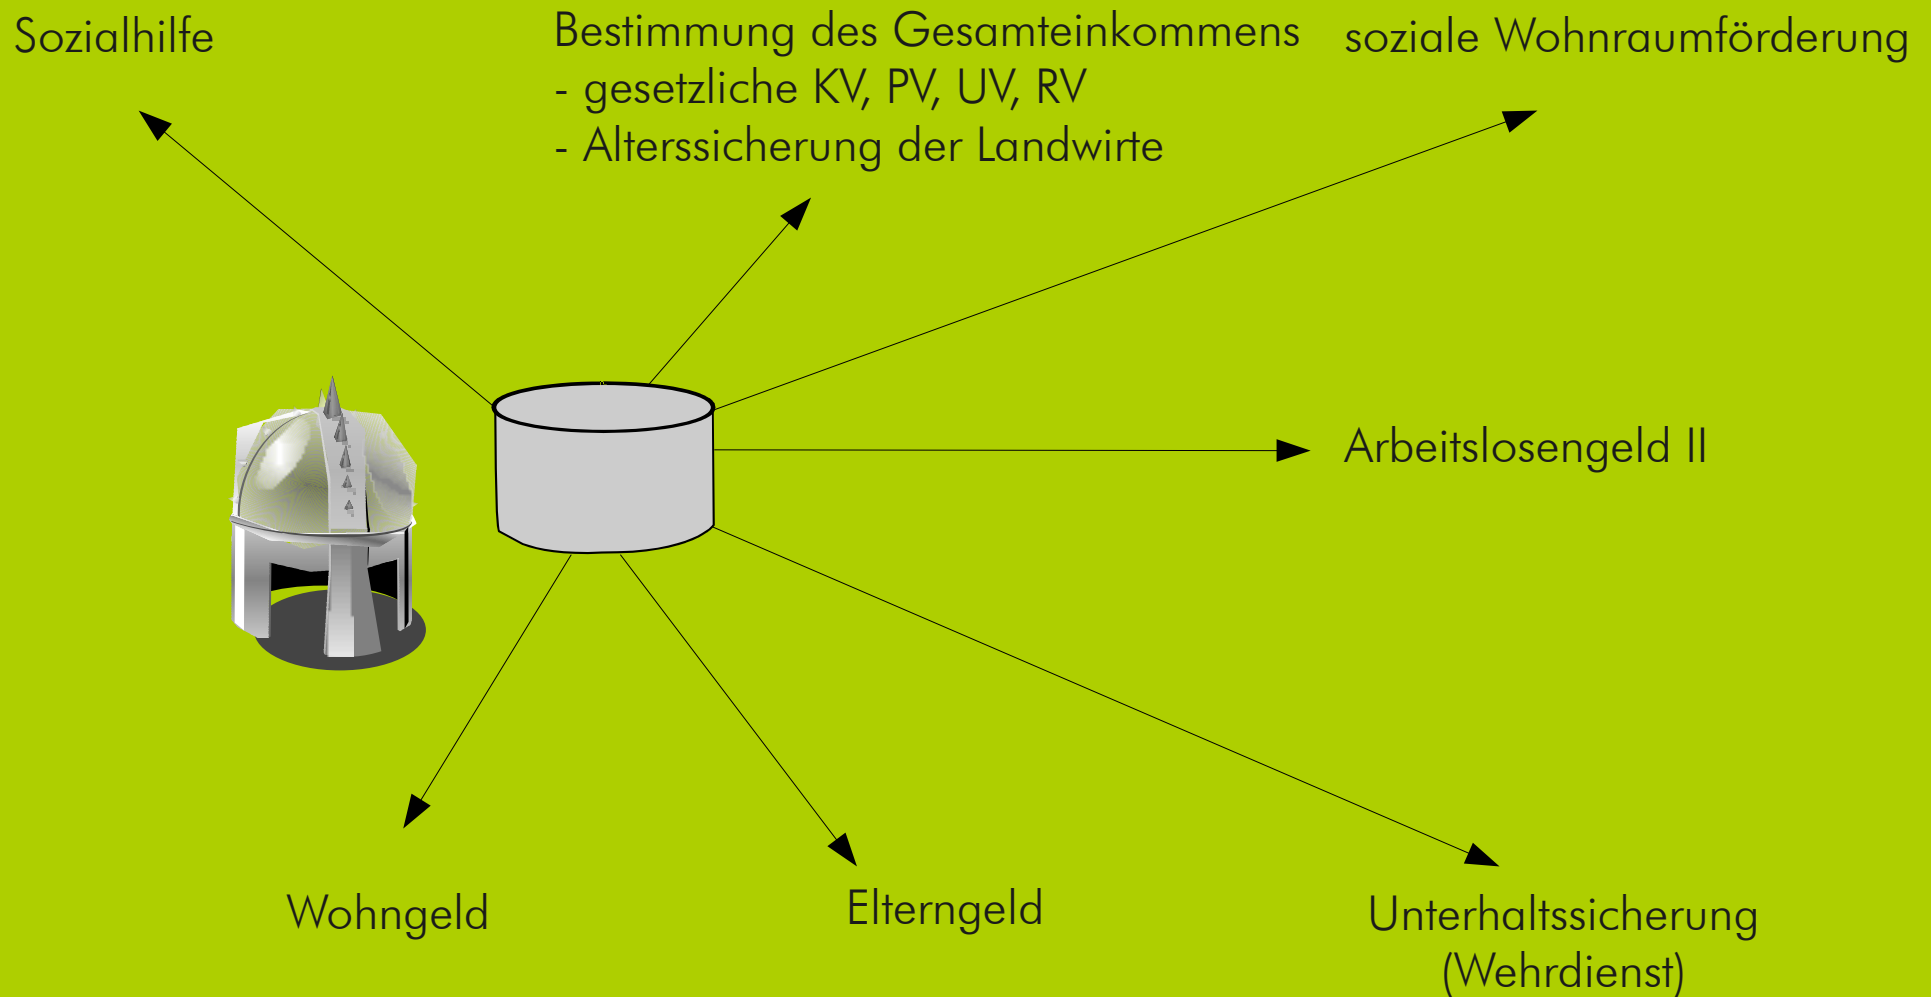 Sozialhilfe
Bestimmung des Gesamteinkommens
- gesetzliche KV, PV, UV, RV
- Alterssicherung der Landwirte
soziale Wohnraumförderung
Arbeitslosengeld II
Wohngeld
Elterngeld
Unterhaltssicherung
(Wehrdienst)